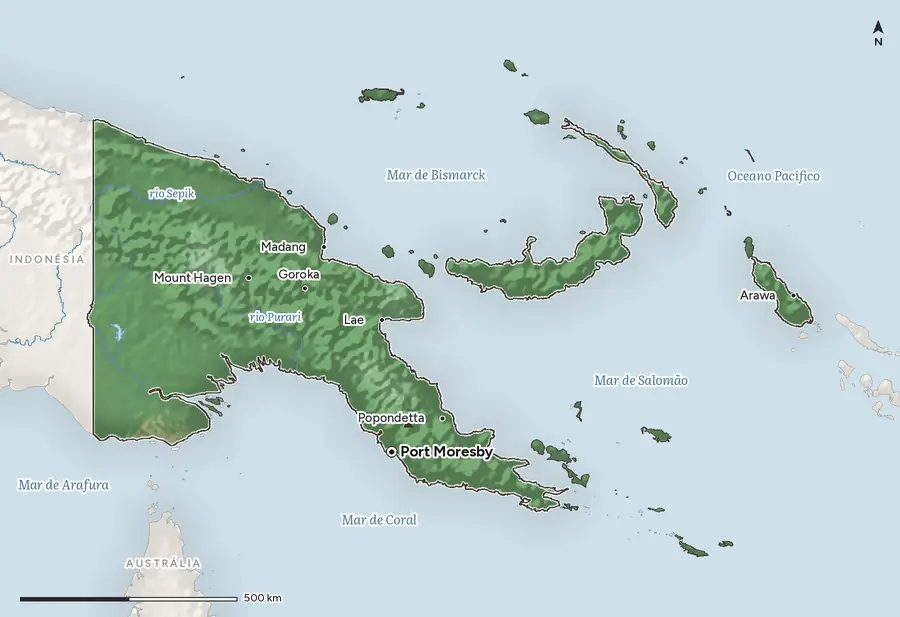 N
Mar de Bismarck
Oceano Pacífico
rio Sepik
INDONÉSIA
Madang
Mount Hagen
Goroka
Arawa
rio Purari
Lae
Mar de Salomão
Popondetta
Port Moresby
Mar de Arafura
Mar de Coral
AUSTRÁLIA
500 km